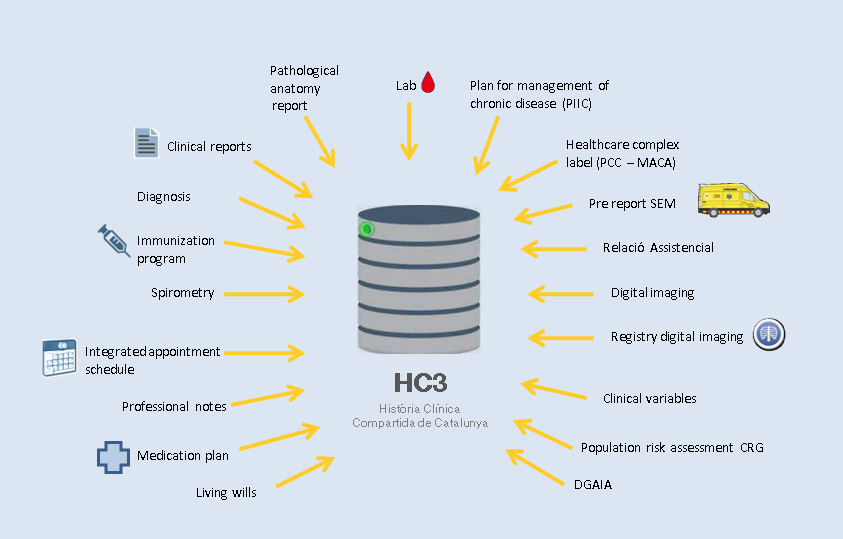 Pathological
anatomy
report
Lab
Plan for management of
chronic disease (PIIC)
Clinical reports
Healthcare complex
label (PCC – MACA)
Diagnosis
Pre report SEM
Immunization
program
Relació Assistencial
Spirometry
Digital imaging
Registry digital imaging
Integrated appointment
schedule
HC3
Història Clínica
Compartida de Catalunya
Professional notes
Clinical variables
Medication plan
Population risk assessment CRG
Living wills
DGAIA